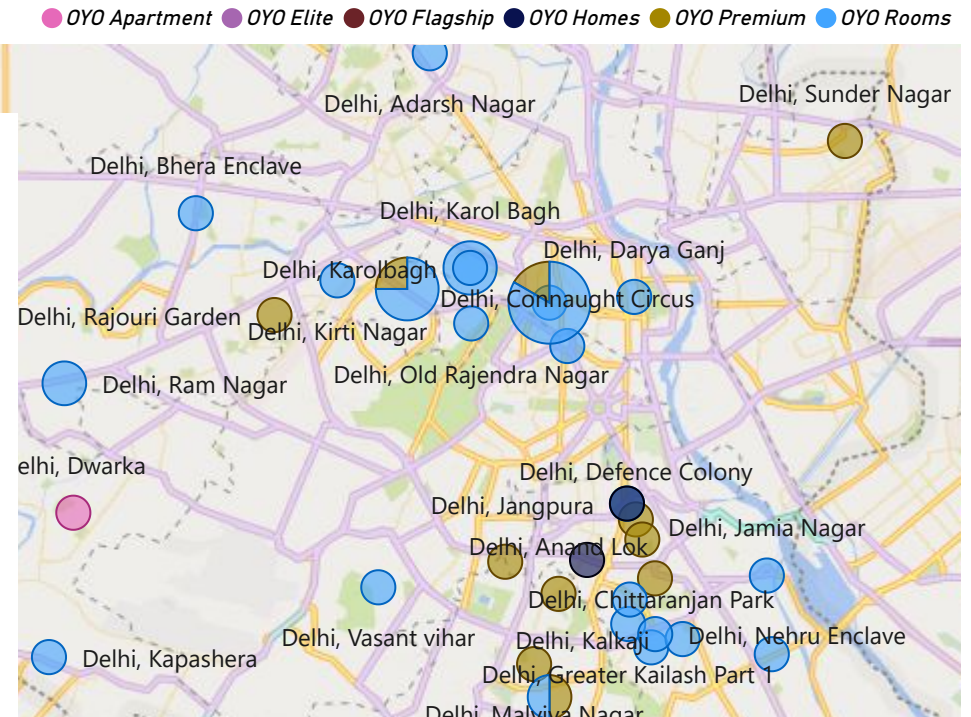 OYO Apartment OYO Elite OYO Flagship OYO Homes OYO Premium OYO Rooms
Delhi, Sunder Nagar
Delhi, Adarsh Nagar
Delhi, Bhera Enclave
Delhi, Karol Bagh
Delhi, Darya Ganj
Delhi, Karolbagh
Delhi, Connaught Circus
Delhi, Rajouri Garden
Delhi, Kirti Nagar
Delhi, Old Rajendra Nagar
Delhi, Ram Nagar
elhi, Dwarka
Delhi, Defence Colony
Delhi, Jangpura
Delhi, Jamia Nagar
Delhi, Anand Lok
Delhi, Chittaranjan Park
Delhi, Vasant vihar
Delhi, Kalkaji
Delhi, Nehru Enclave
Delhi, Kapashera
Delhi, Greater Kailash Part 1
Delhi, Malviya Nagar